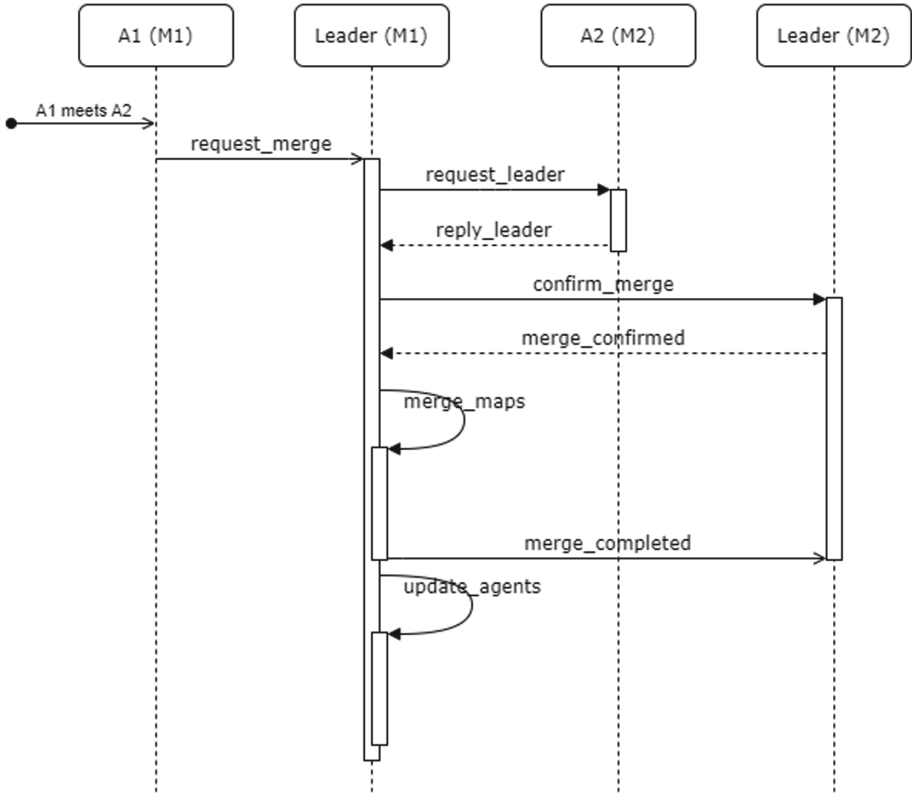 A1 (M1)
Leader (M1)
A2 (M2)
Leader (M2)
A1 meets A2
request_merge
request_leader
reply_leader
confirm_merge
merge_confirmed
merge_maps
merge_completed
update_agents